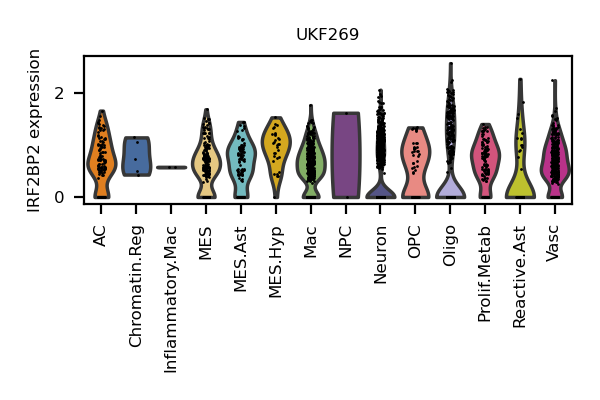 UKF269
IRF2BP2 expression
2
0
AC
Chromatin.Reg
Inflammatory.Mac
MES
MES.Ast
MES.Hyp
Mac
NPC
Neuron
OPC
Oligo
Prolif.Metab
Reactive.Ast
Vasc